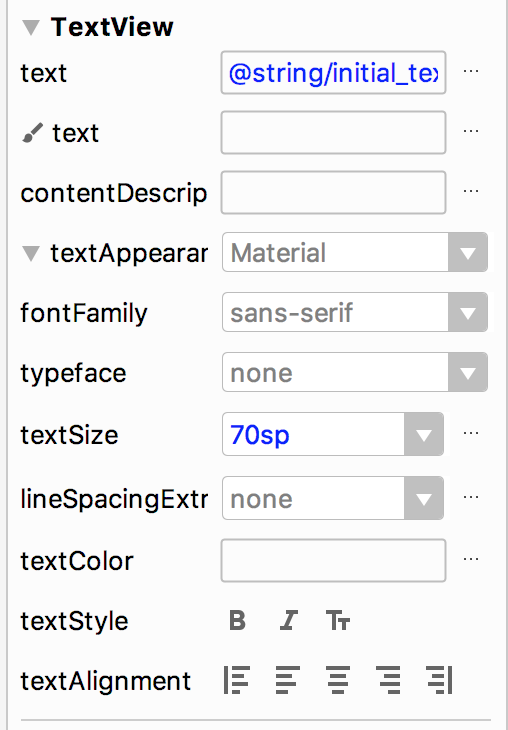 TextView
text @string/initial_tex ...
text ...
contentDescrip ...
textAppearar Material
fontFamily sans-serif
typeface none
textSize 70sp ...
lineSpacingExtr none ...
textColor ...
textStyle B I TT
textAlignment